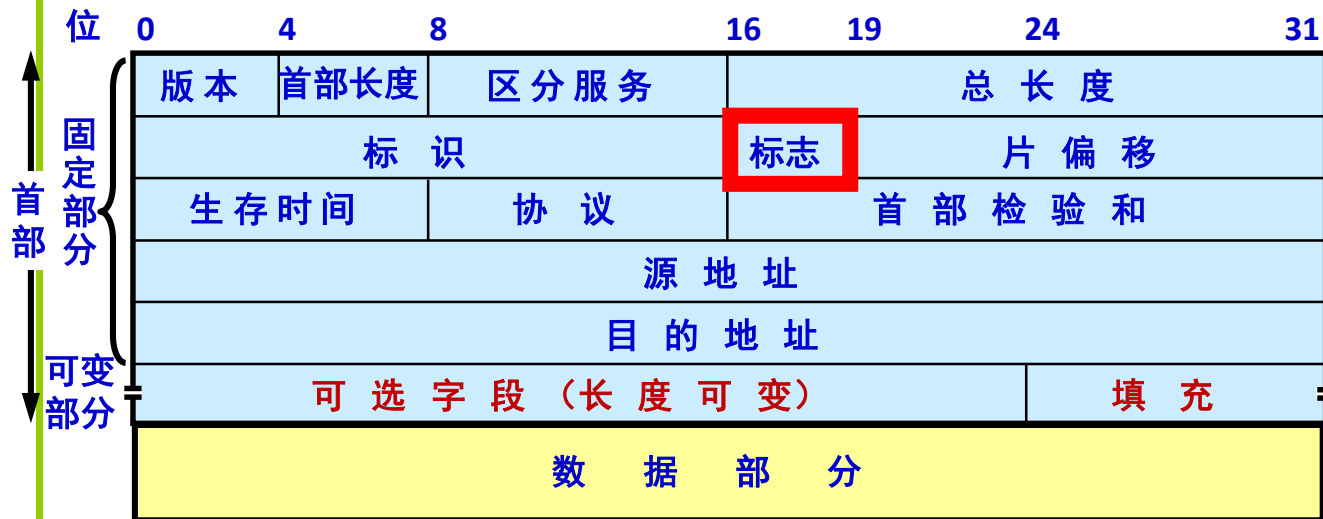 位 0 4 8 16 19 24 31
版本 首部长度 区分服务 总长度
标识 标志 片偏移
生存时间 协议 首部检验和
源地址
目的地址
可选字段（长度可变） 填充
数据部分
首部
固定部分
可变部分